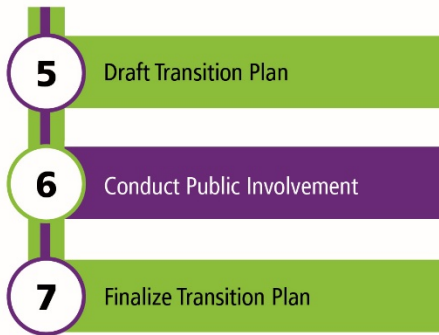 5 Draft Transition Plan
6 Conduct Public Involvement
7 Finalize Transition Plan